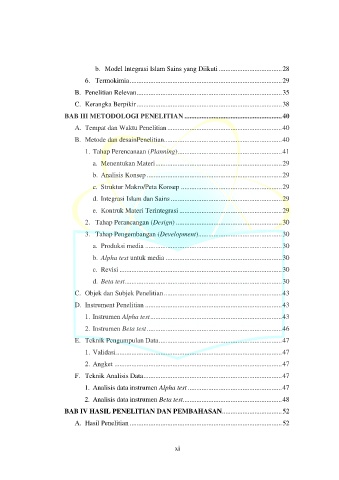 b. Model Integrasi Islam Sains yang Diikuti ............ 28
6. Termokimia ............ 29
B. Penelitian Relevan ............ 35
C. Kerangka Berpikir ............ 38
BAB III METODOLOGI PENELITIAN ............ 40
A. Tempat dan Waktu Penelitian ............ 40
B. Metode dan desainPenelitian ............ 40
1. Tahap Perencanaan (Planning) ............ 41
a. Menentukan Materi ............ 29
b. Analisis Konsep ............ 29
c. Struktur Makro/Peta Konsep ............ 29
d. Integrasi Islam dan Sains ............ 29
e. Kontruk Materi Terintegrasi ............ 29
2. Tahap Perancangan (Design) ............ 30
3. Tahap Pengembangan (Development) ............ 30
a. Produksi media ............ 30
b. Alpha test untuk media ............ 30
c. Revisi ............ 30
d. Beta test ............ 30
C. Objek dan Subjek Penelitian ............ 43
D. Instrument Penelitian ............ 43
1. Instrumen Alpha test ............ 43
2. Instrumen Beta test ............ 46
E. Teknik Pengumpulan Data ............ 47
1. Validasi ............ 47
2. Angket ............ 47
F. Teknik Analisis Data ............ 47
1. Analisis data instrumen Alpha test ............ 47
2. Analisis data instrumen Beta test ............ 48
BAB IV HASIL PENELITIAN DAN PEMBAHASAN ............ 52
A. Hasil Penelitian ............ 52
xi